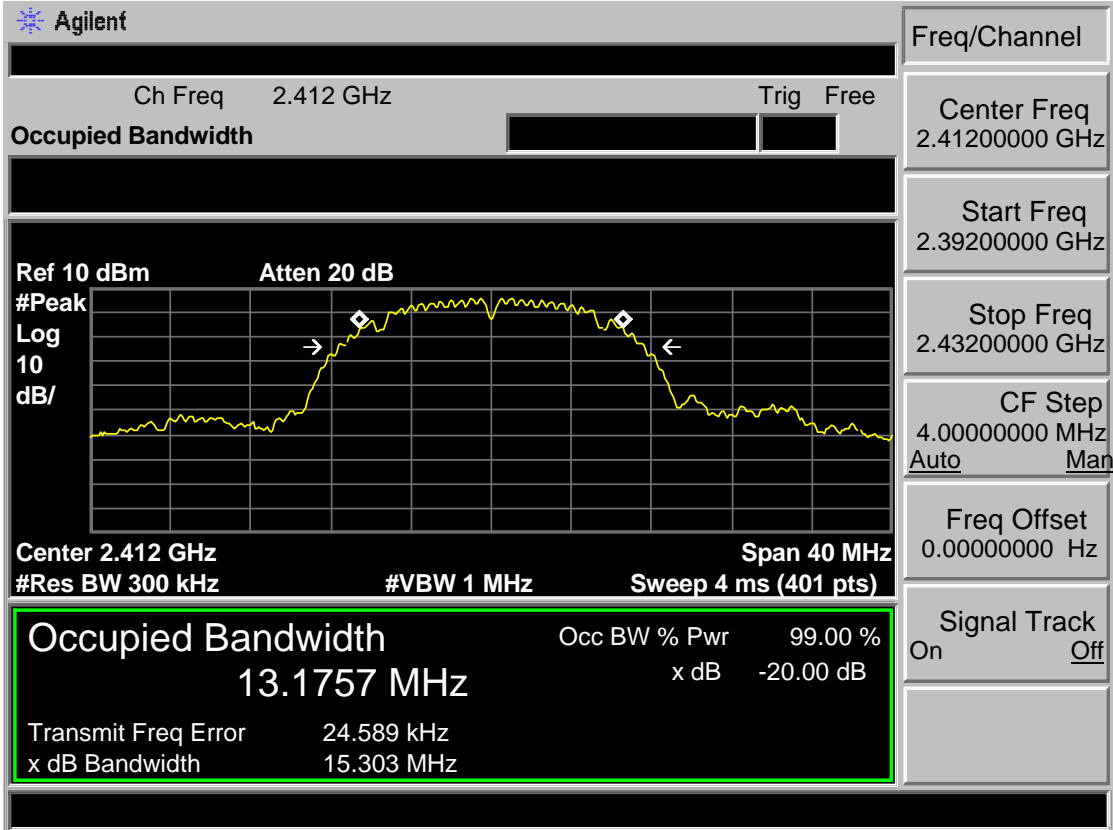 Agilent
Freq/Channel
Ch Freq 2.412 GHz Trig Free
Occupied Bandwidth
Center Freq
2.41200000 GHz
Start Freq
2.39200000 GHz
Stop Freq
2.43200000 GHz
CF Step
4.00000000 MHz
Auto Man
Freq Offset
0.00000000 Hz
Signal Track
On Off
Ref 10 dBm Atten 20 dB
#Peak
Log
10
dB/
Center 2.412 GHz Span 40 MHz
#Res BW 300 kHz #VBW 1 MHz Sweep 4 ms (401 pts)
Occupied Bandwidth Occ BW % Pwr 99.00 %
13.1757 MHz x dB -20.00 dB
Transmit Freq Error 24.589 kHz
x dB Bandwidth 15.303 MHz